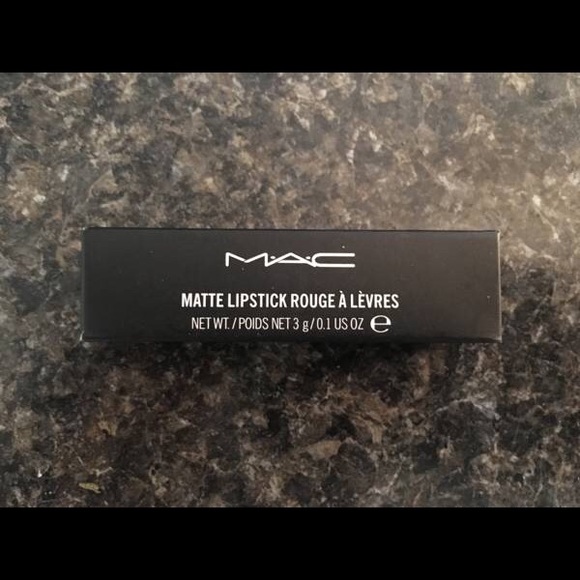 M·A·C
MATTE LIPSTICK ROUGE À LÈVRES
NET WT. / POIDS NET 3 g / 0.1 US OZ ℮